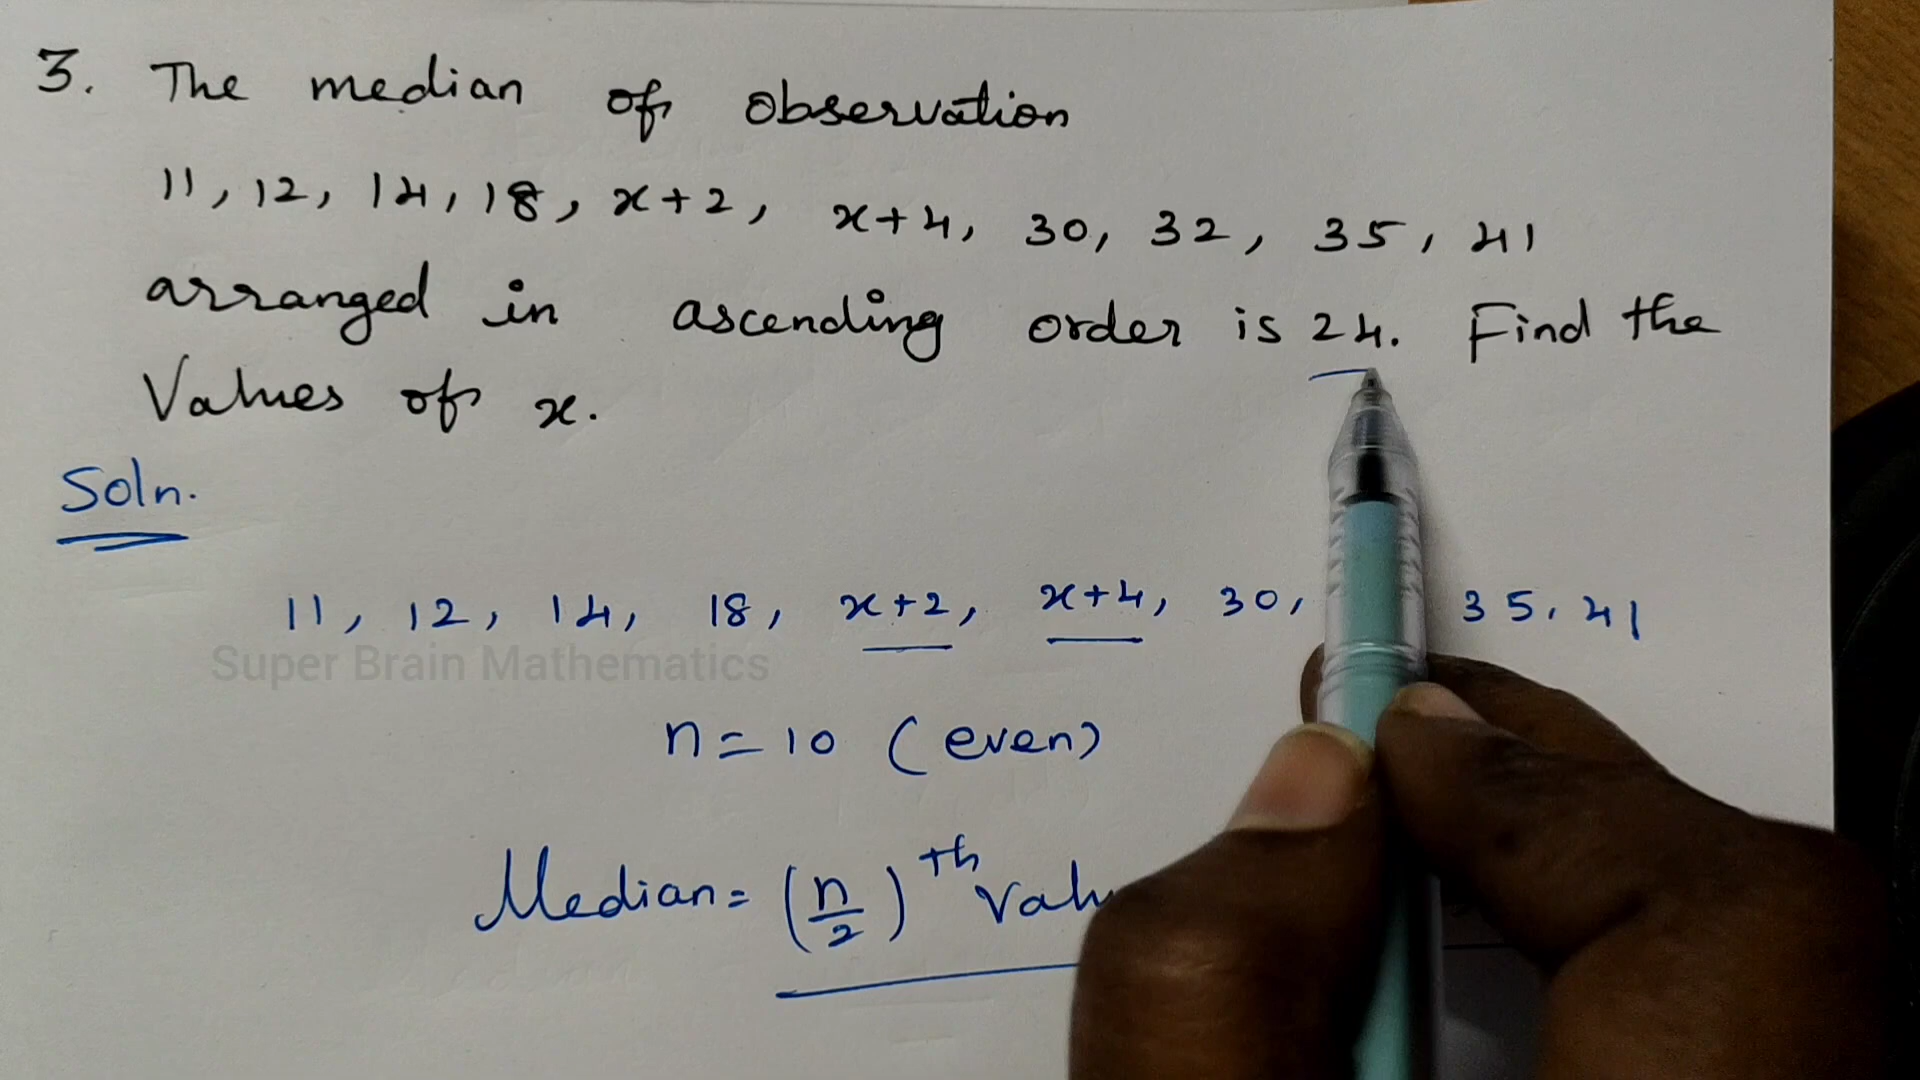 3. The median of observation
11, 12, 14, 18, x+2, x+4, 30, 32, 35, 41
arranged in ascending order is 24. Find the
Values of x.
Soln.
11, 12, 14, 18, x+2, x+4, 30, 35, 41
Super Brain Mathematics
n = 10 (even)
Median = (n/2)th